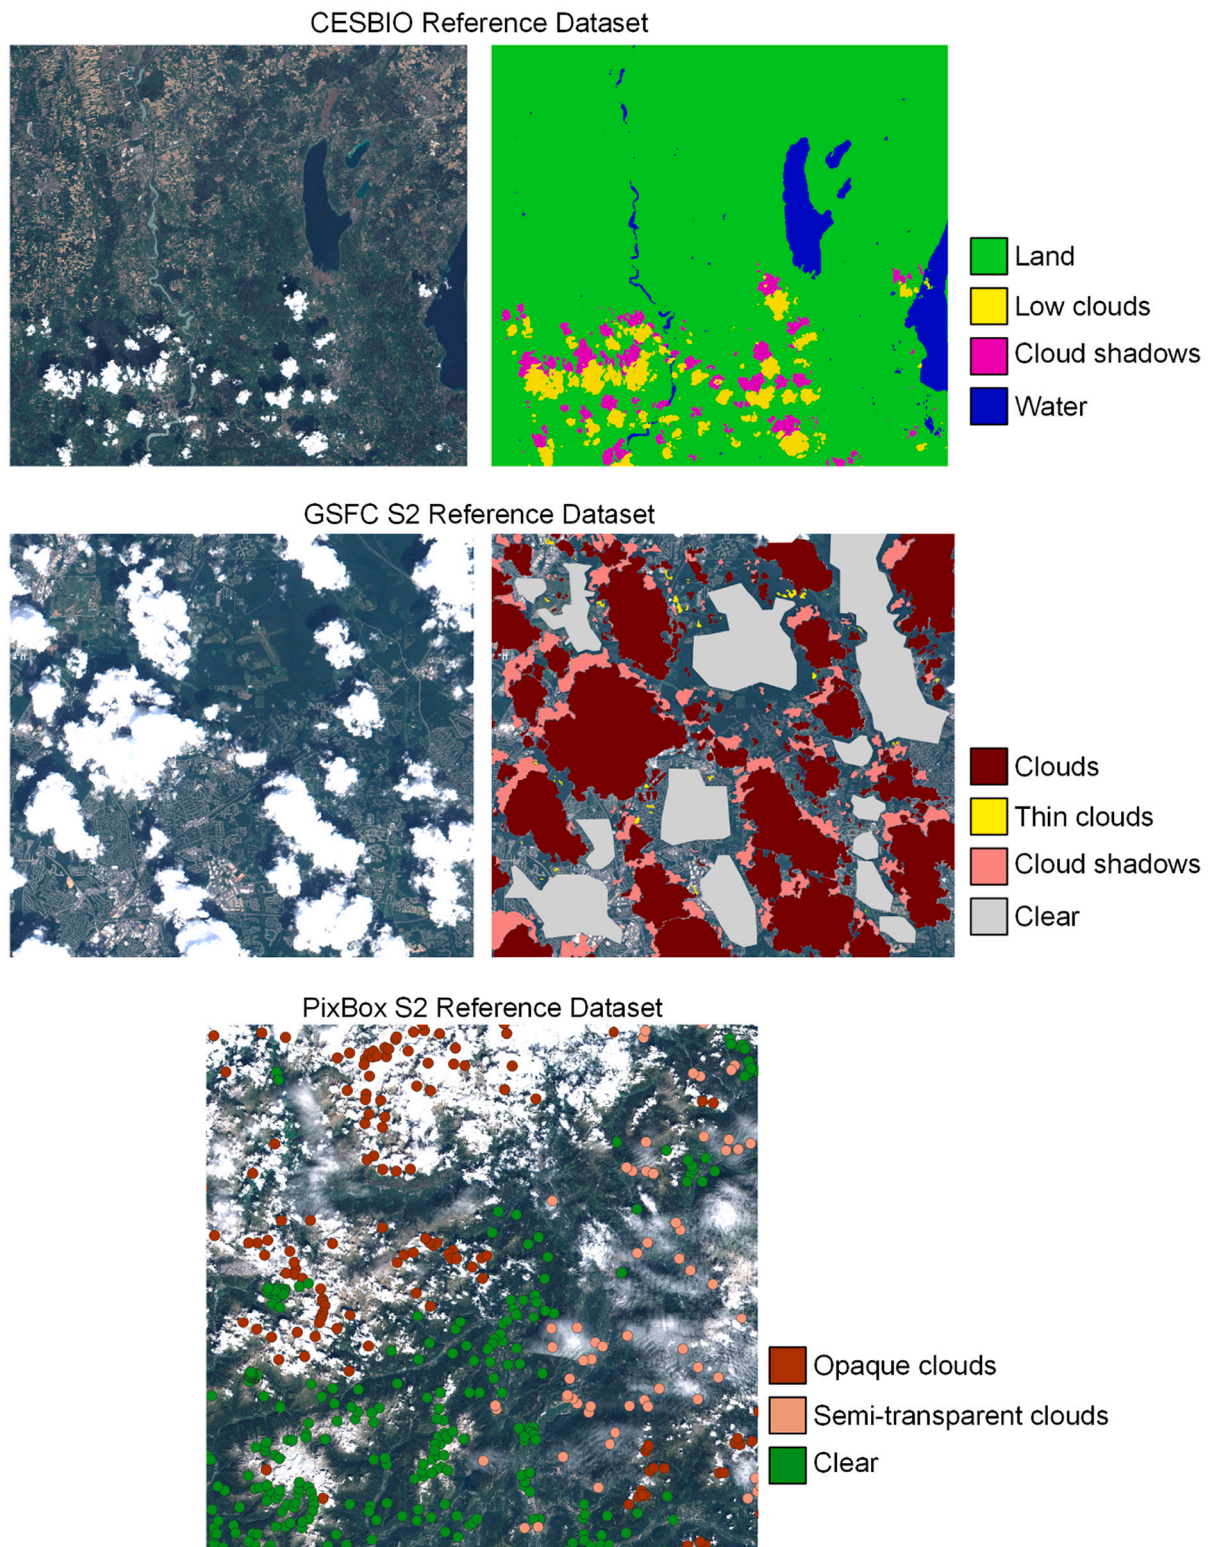 CESBIO Reference Dataset
Land
Low clouds
Cloud shadows
Water
GSFC S2 Reference Dataset
Clouds
Thin clouds
Cloud shadows
Clear
PixBox S2 Reference Dataset
Opaque clouds
Semi-transparent clouds
Clear